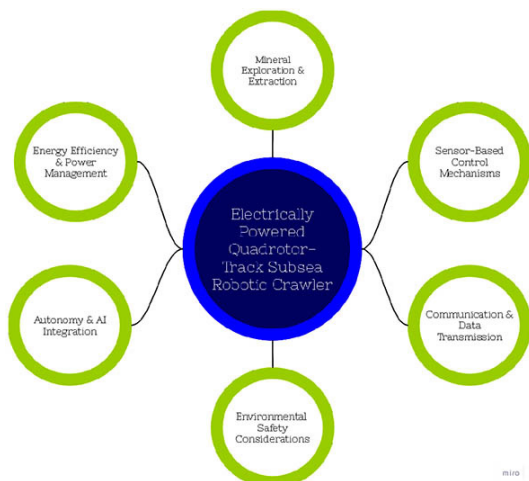 Mineral
Exploration &
Extraction
Energy Efficiency
& Power
Management
Sensor-Based
Control
Mechanisms
Electrically
Powered
Quadrotor-
Track Subsea
Robotic Crawler
Autonomy & AI
Integration
Communication &
Data
Transmission
Environmental
Safety
Considerations
miro